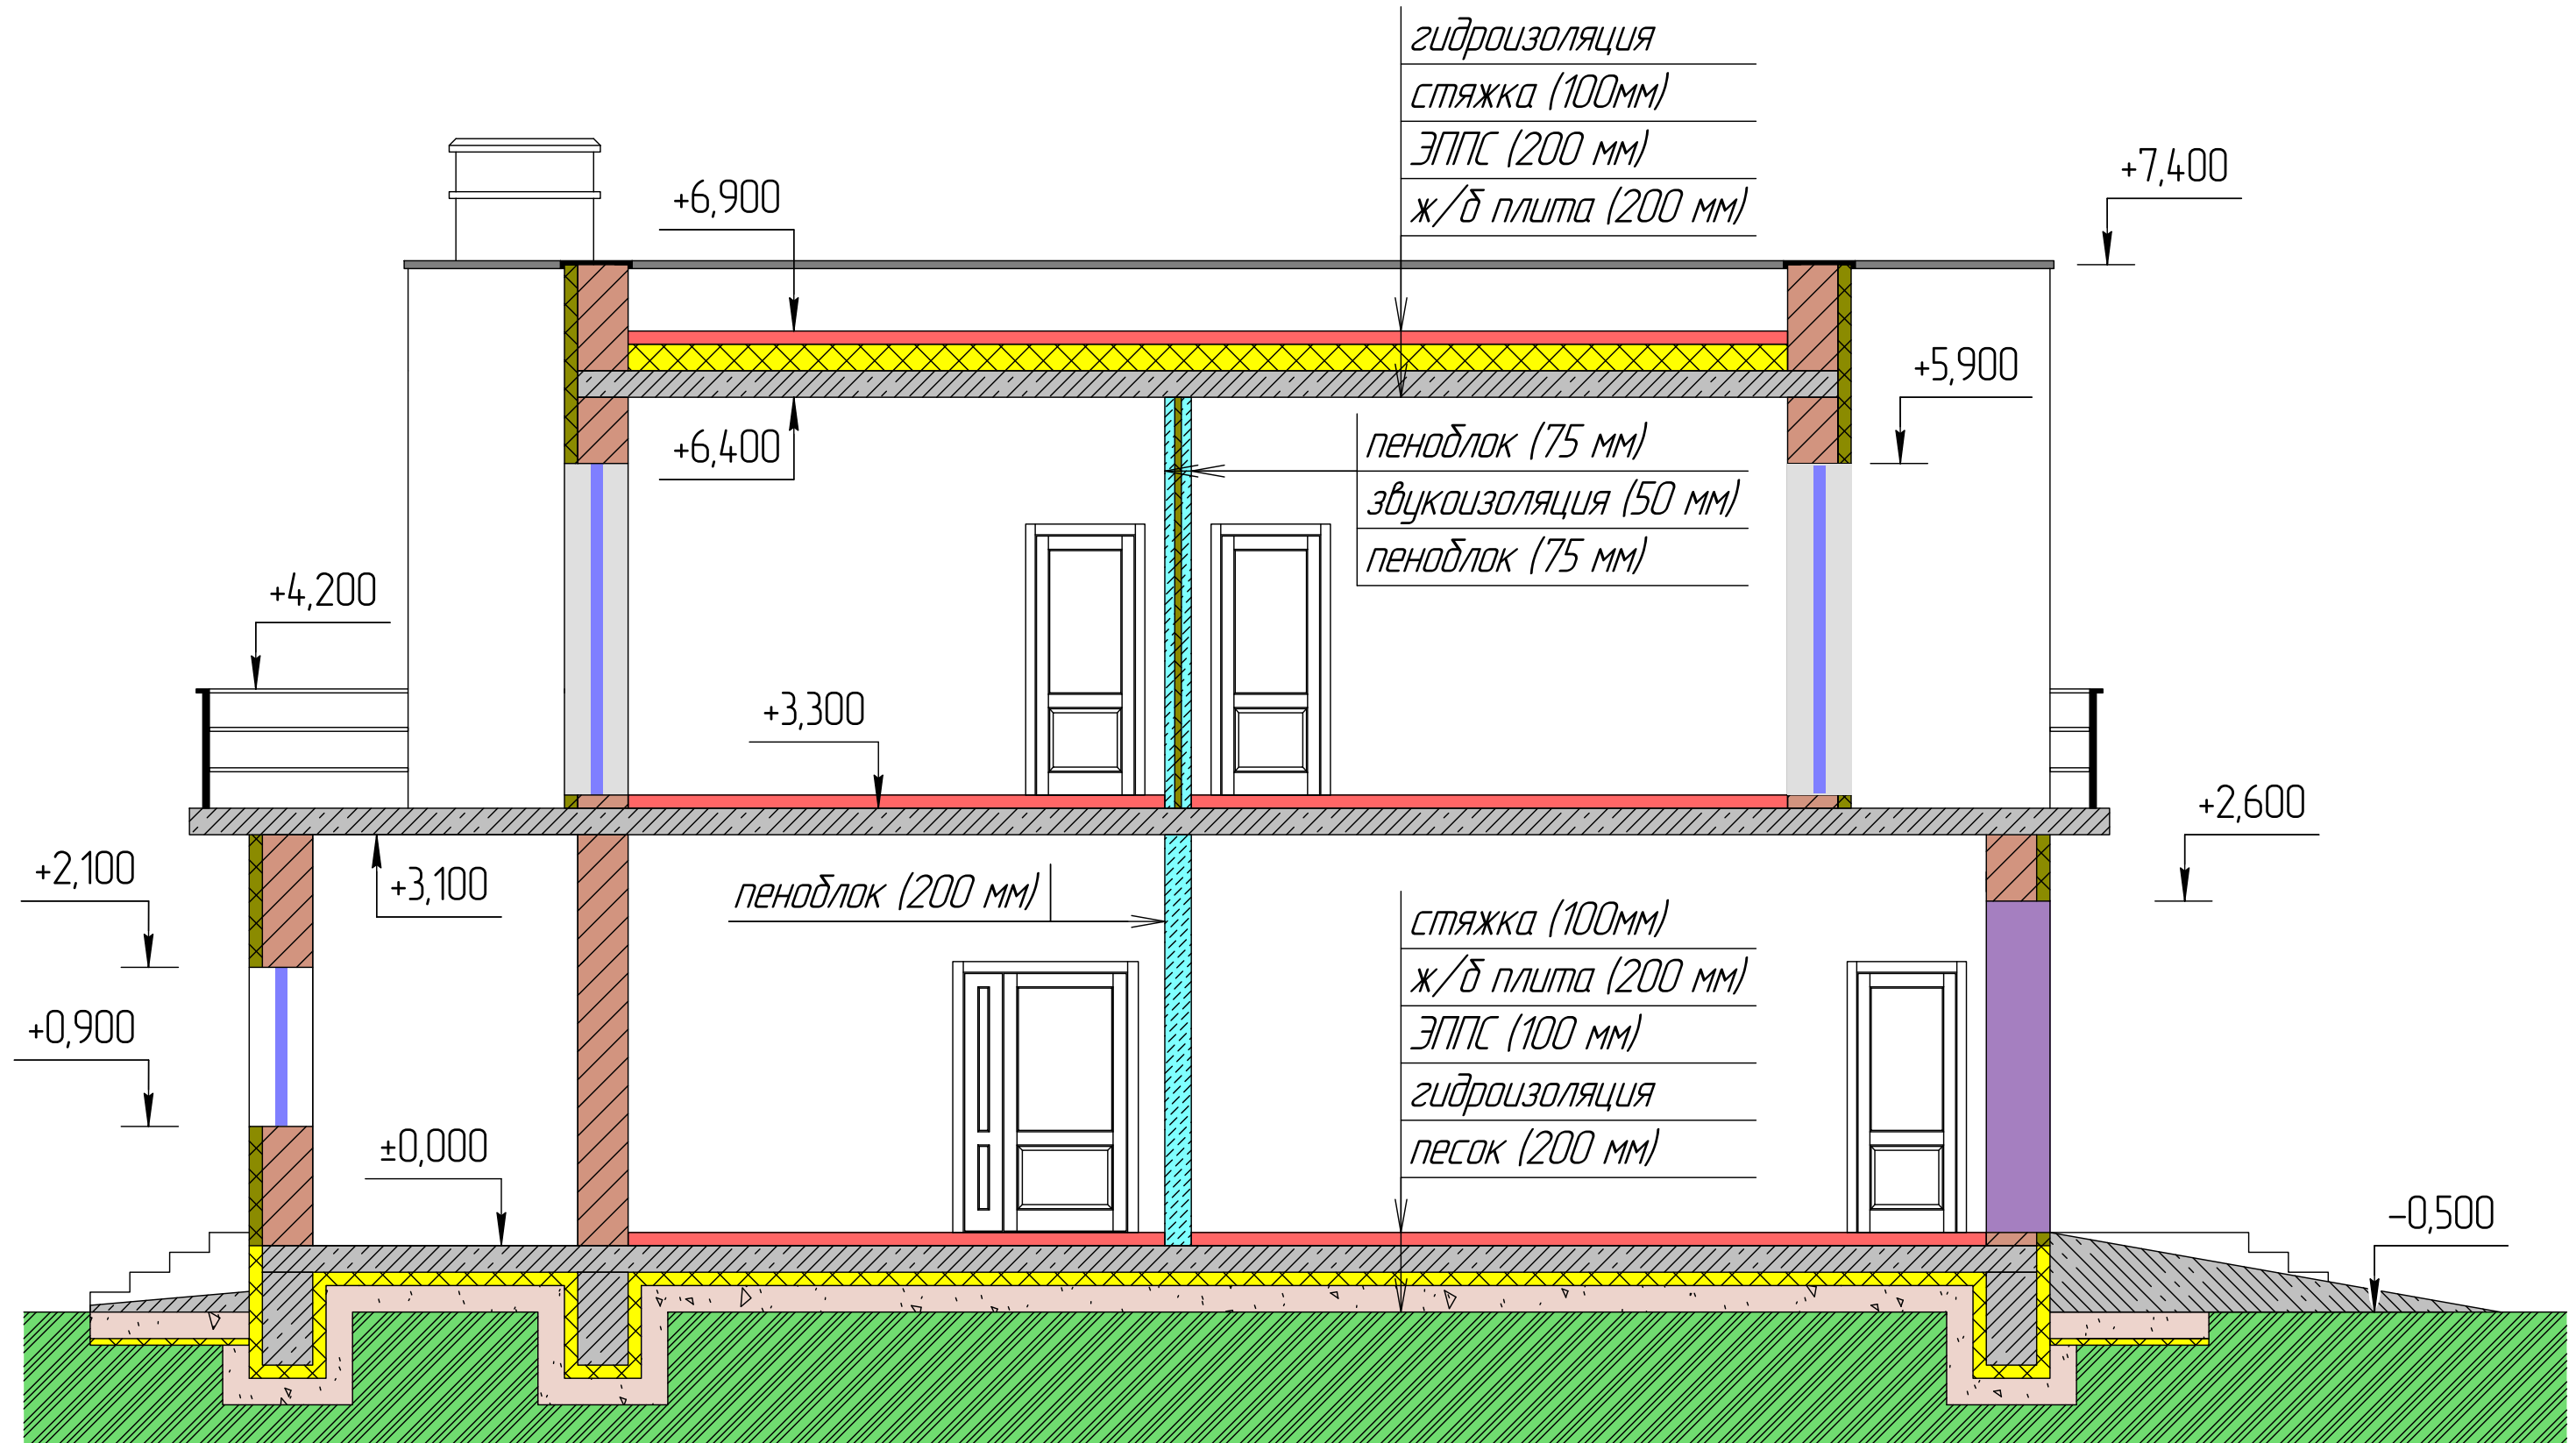 гидроизоляция
стяжка (100мм)
ЭППС (200 мм)
ж/б плита (200 мм)
+7,400
+6,900
+5,900
+6,400
пеноблок (75 мм)
звукоизоляция (50 мм)
пеноблок (75 мм)
+4,200
+3,300
+2,600
+2,100
+3,100
пеноблок (200 мм)
стяжка (100мм)
ж/б плита (200 мм)
ЭППС (100 мм)
гидроизоляция
песок (200 мм)
+0,900
±0,000
-0,500